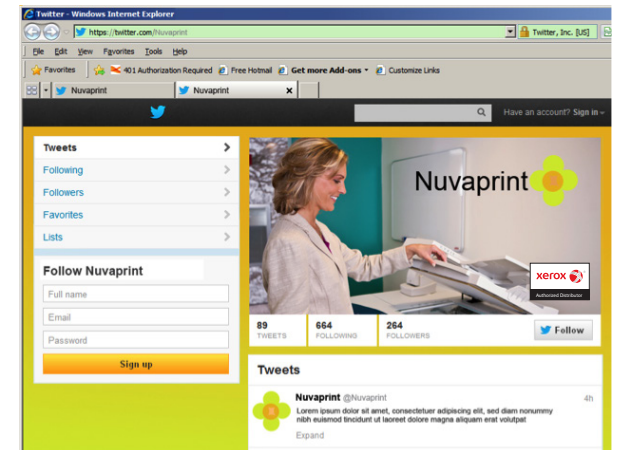 Twitter - Windows Internet Explorer
https://twitter.com/Nuvaprint
Twitter, Inc. [US]
File Edit View Favorites Tools Help
Favorites 401 Authorization Required Free Hotmail Get more Add-ons Customize Links
Nuvaprint Nuvaprint x
Have an account? Sign in
Tweets
Following
Followers
Favorites
Lists
Follow Nuvaprint
Full name
Email
Password
Sign up
Nuvaprint
xerox
Authorized Distributor
89 664 264
TWEETS FOLLOWING FOLLOWERS
Follow
Tweets
Nuvaprint @Nuvaprint 4h
Lorem ipsum dolor sit amet, consectetuer adipiscing elit, sed diam nonummy
nibh euismod tincidunt ut laoreet dolore magna aliquam erat volutpat
Expand